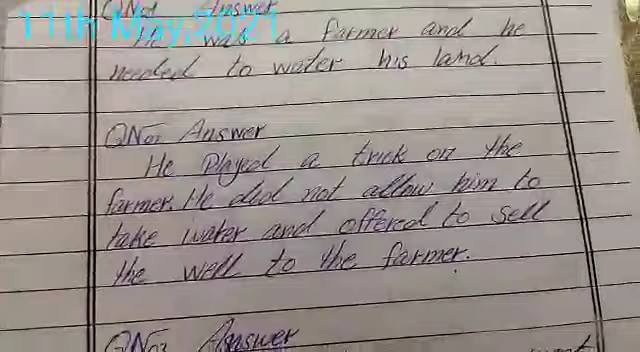 QNo1 Answer
11th May,2021
He was a farmer and he
needed to water his land.
QNo2 Answer
He played a trick on the
farmer. He did not allow him to
take water and offered to sell
the well to the farmer.
QNo3 Answer